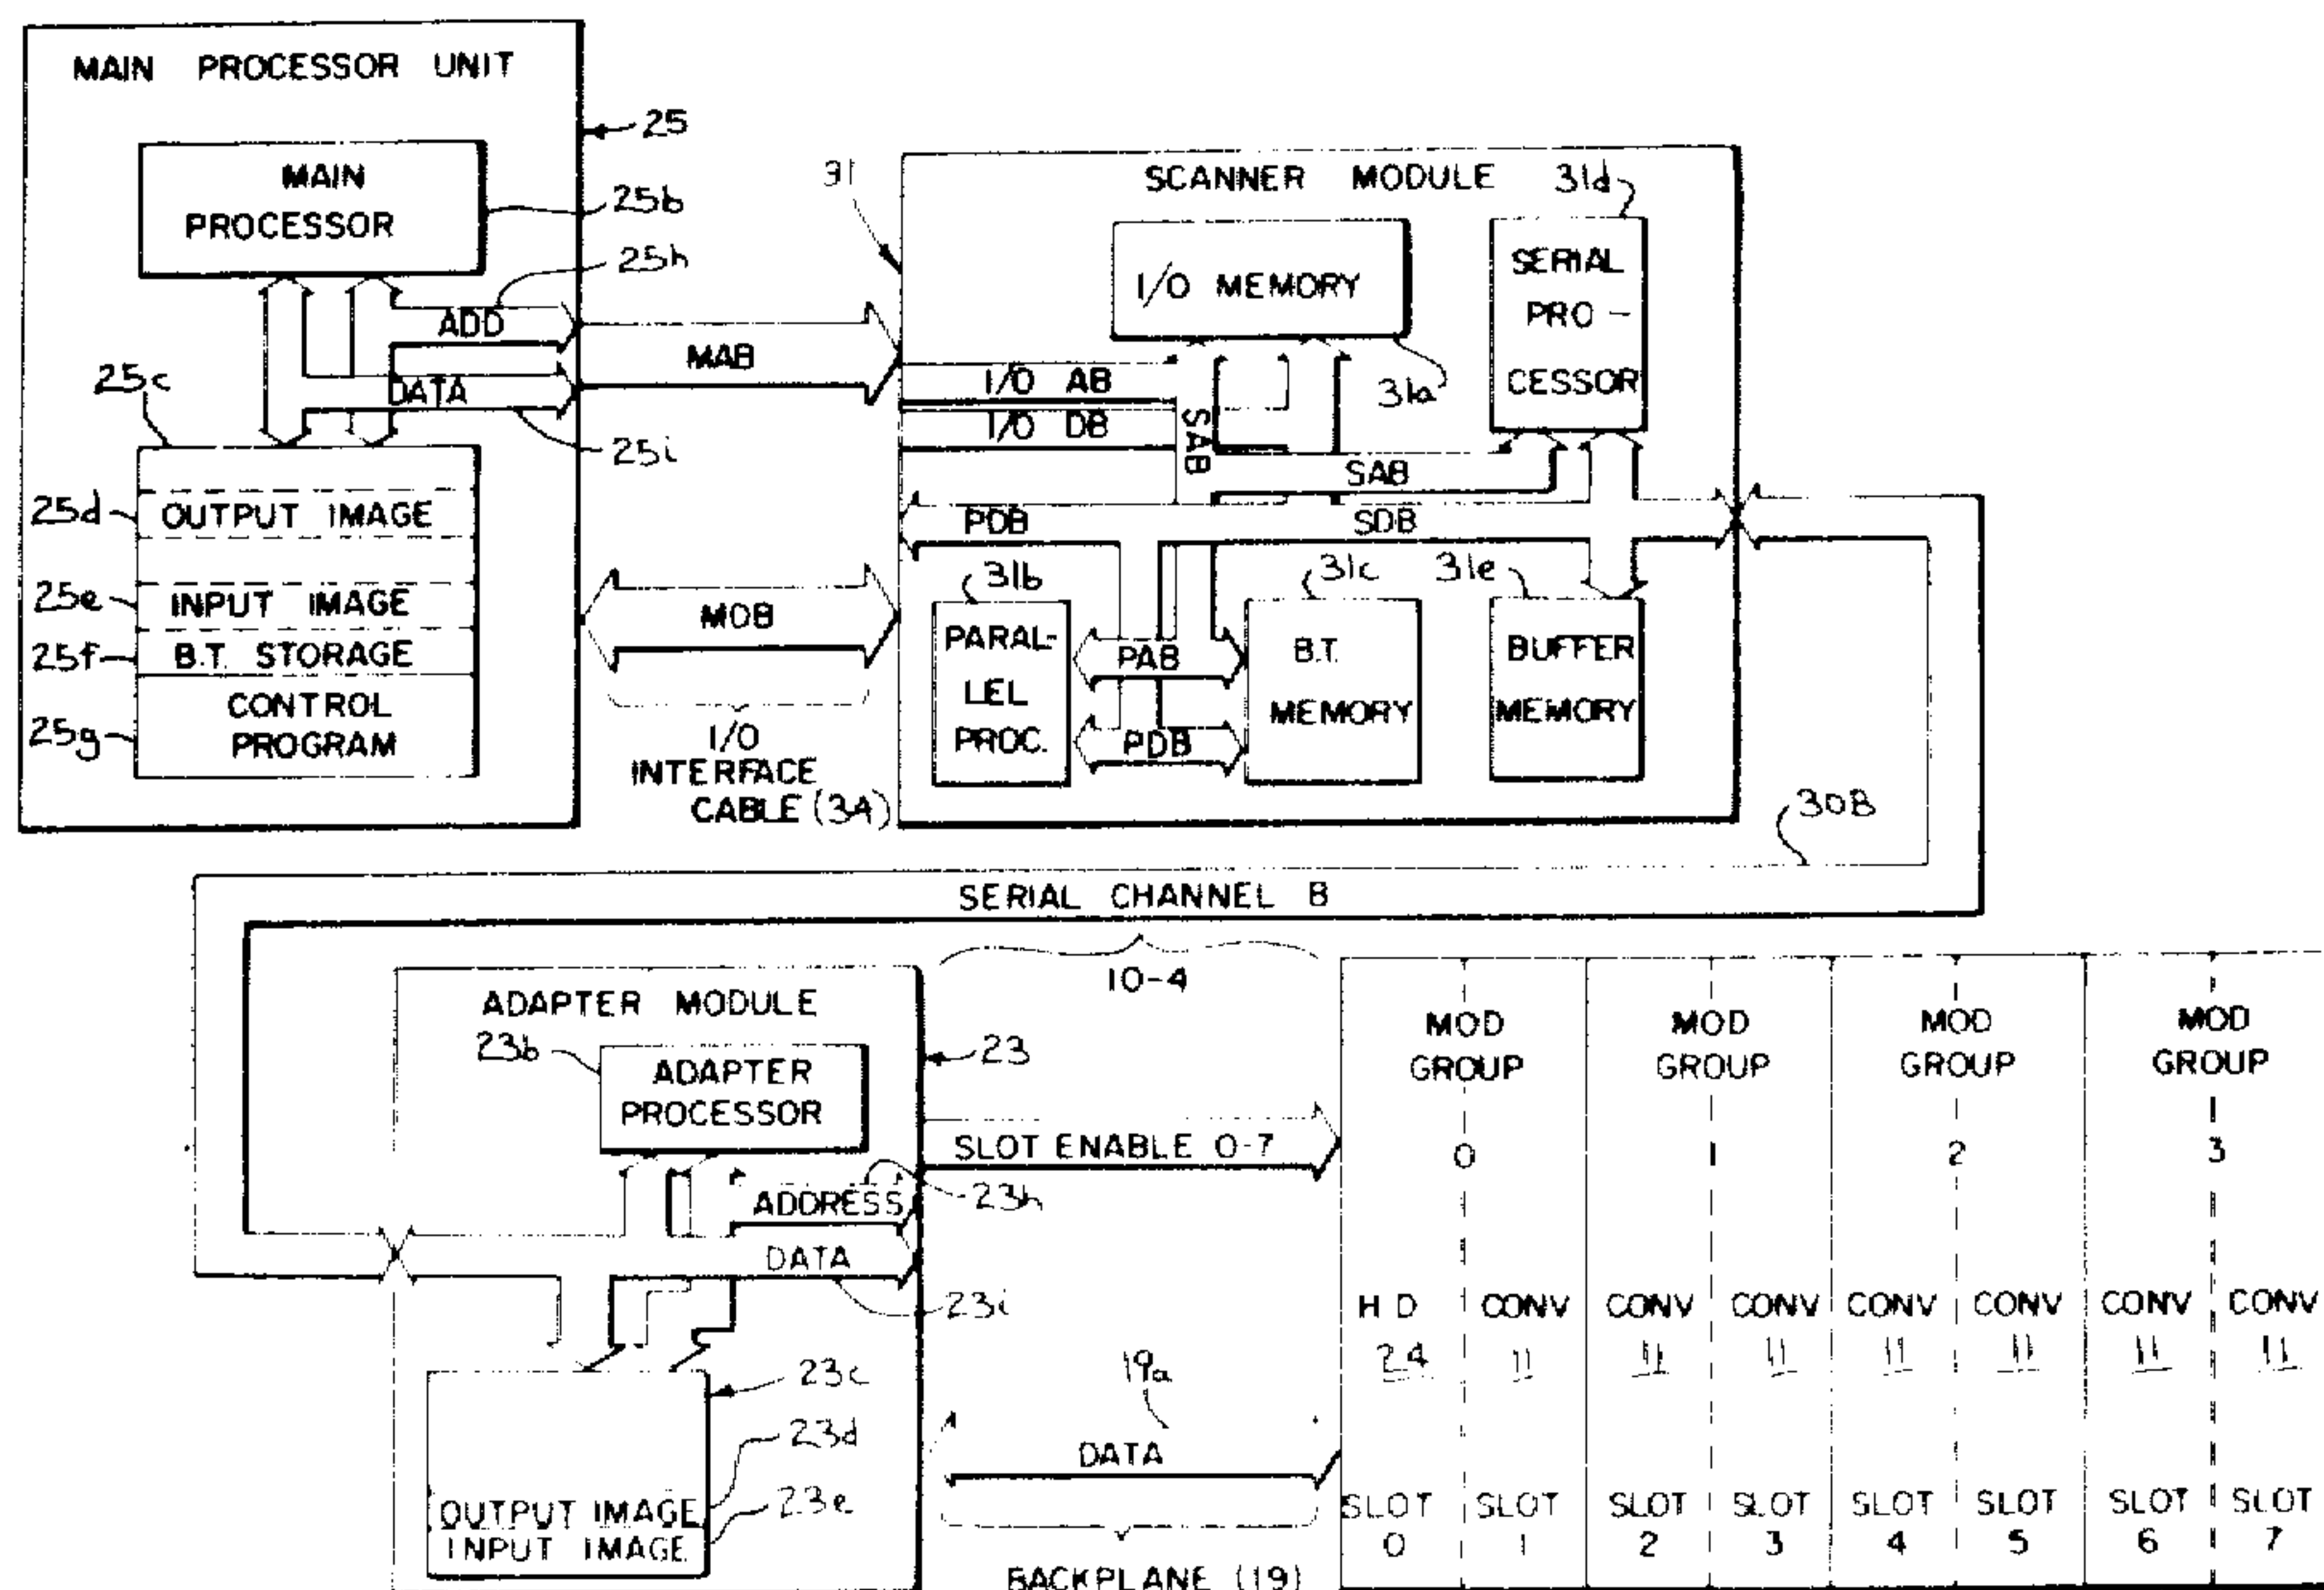 MAIN PROCESSOR UNIT
25
MAIN
PROCESSOR
25b
25h
ADD
DATA
25c
25i
25d
OUTPUT IMAGE
25e
INPUT IMAGE
25f
B.T. STORAGE
25g
CONTROL
PROGRAM
MAB
MOB
I/O
INTERFACE
CABLE (34)
31
SCANNER MODULE
31d
I/O MEMORY
31a
SERIAL
PRO-
CESSOR
I/O AB
I/O DB
SAB
SAB
PDB
SDB
31b
31c
31e
PARAL-
LEL
PROC.
PAB
PDB
B.T.
MEMORY
BUFFER
MEMORY
30B
SERIAL CHANNEL B
10-4
ADAPTER MODULE
23b
23
ADAPTER
PROCESSOR
SLOT ENABLE 0-7
ADDRESS
23h
DATA
23i
23c
23d
23e
OUTPUT IMAGE
INPUT IMAGE
19a
DATA
BACKPLANE (19)
MOD GROUP 0
MOD GROUP 1
MOD GROUP 2
MOD GROUP 3
HD CONV CONV CONV CONV CONV CONV CONV
24 11 11 11 11 11 11 11
SLOT SLOT SLOT SLOT SLOT SLOT SLOT SLOT
0 1 2 3 4 5 6 7